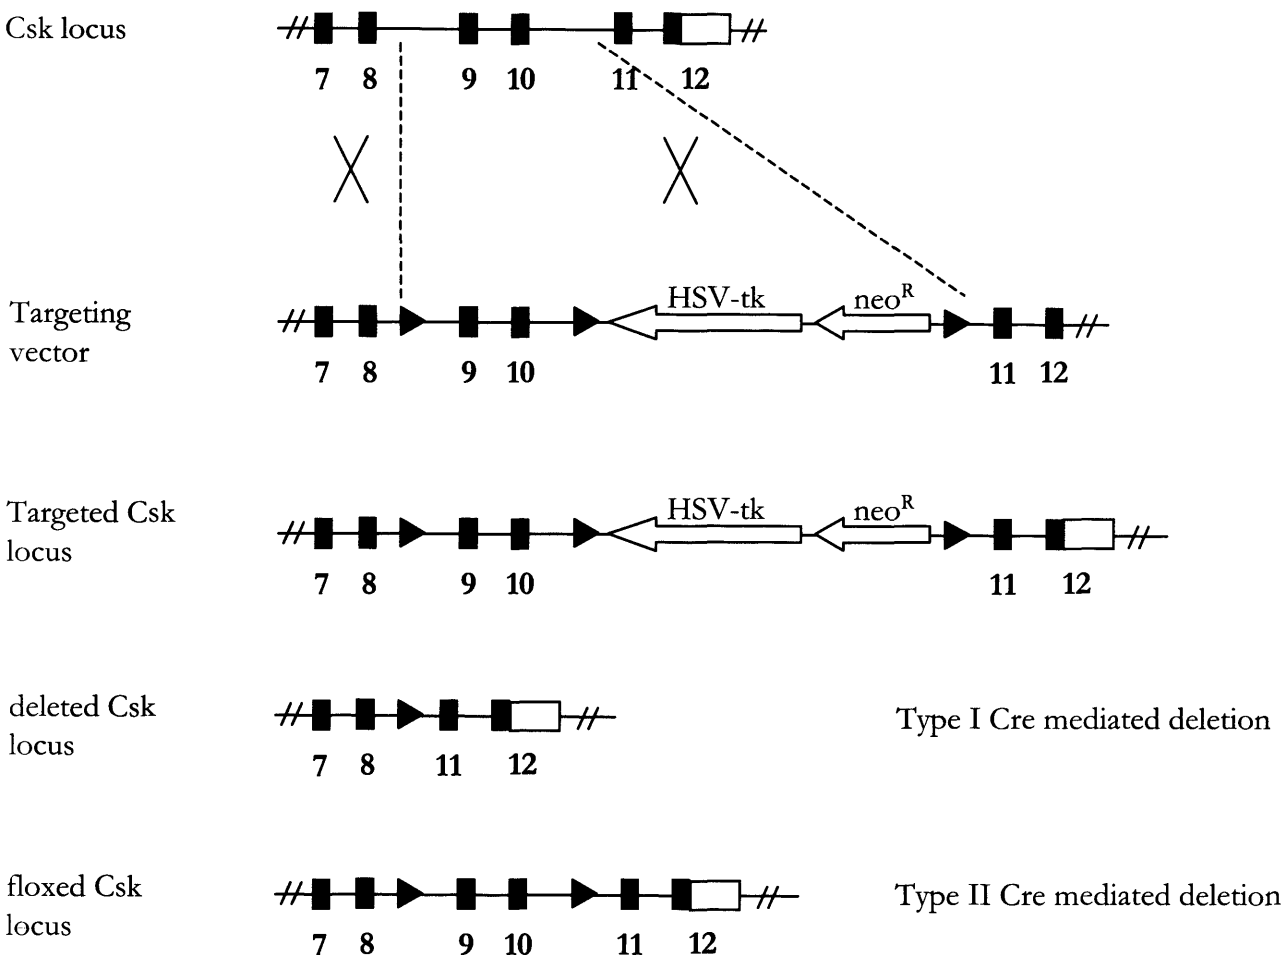 Csk locus
7 8 9 10 11 12
HSV-tk neoR
Targeting
vector
7 8 9 10 11 12
HSV-tk neoR
Targeted Csk
locus
7 8 9 10 11 12
deleted Csk
locus
Type I Cre mediated deletion
7 8 11 12
floxed Csk
locus
Type II Cre mediated deletion
7 8 9 10 11 12